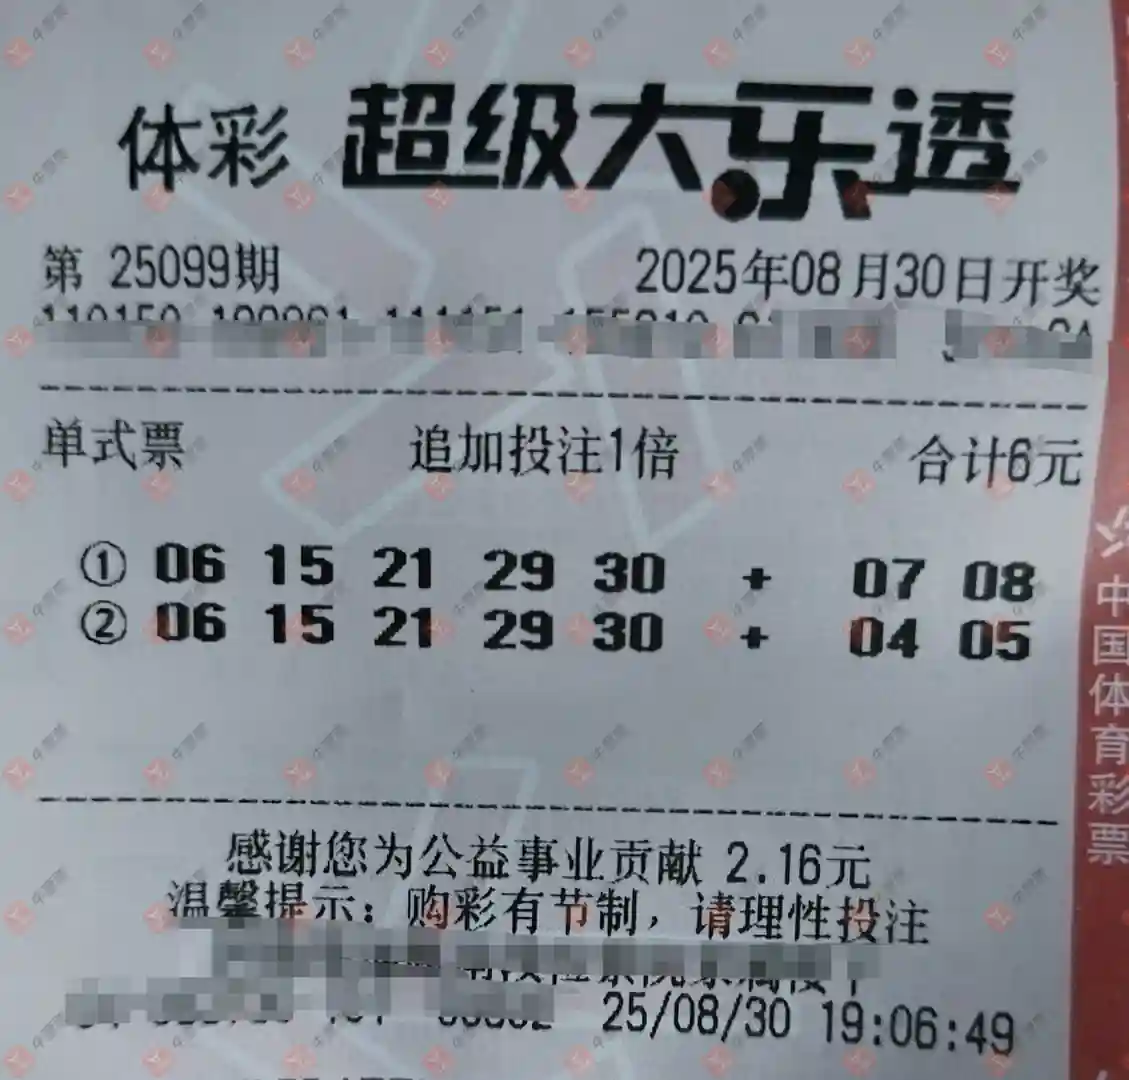 体彩 超级大乐透
第 25099期 2025年08月30日开奖
单式票 追加投注1倍 合计6元
① 06 15 21 29 30 + 07 08
② 06 15 21 29 30 + 04 05
感谢您为公益事业贡献 2.16元
温馨提示：购彩有节制，请理性投注
25/08/30 19:06:49
中国体育彩票